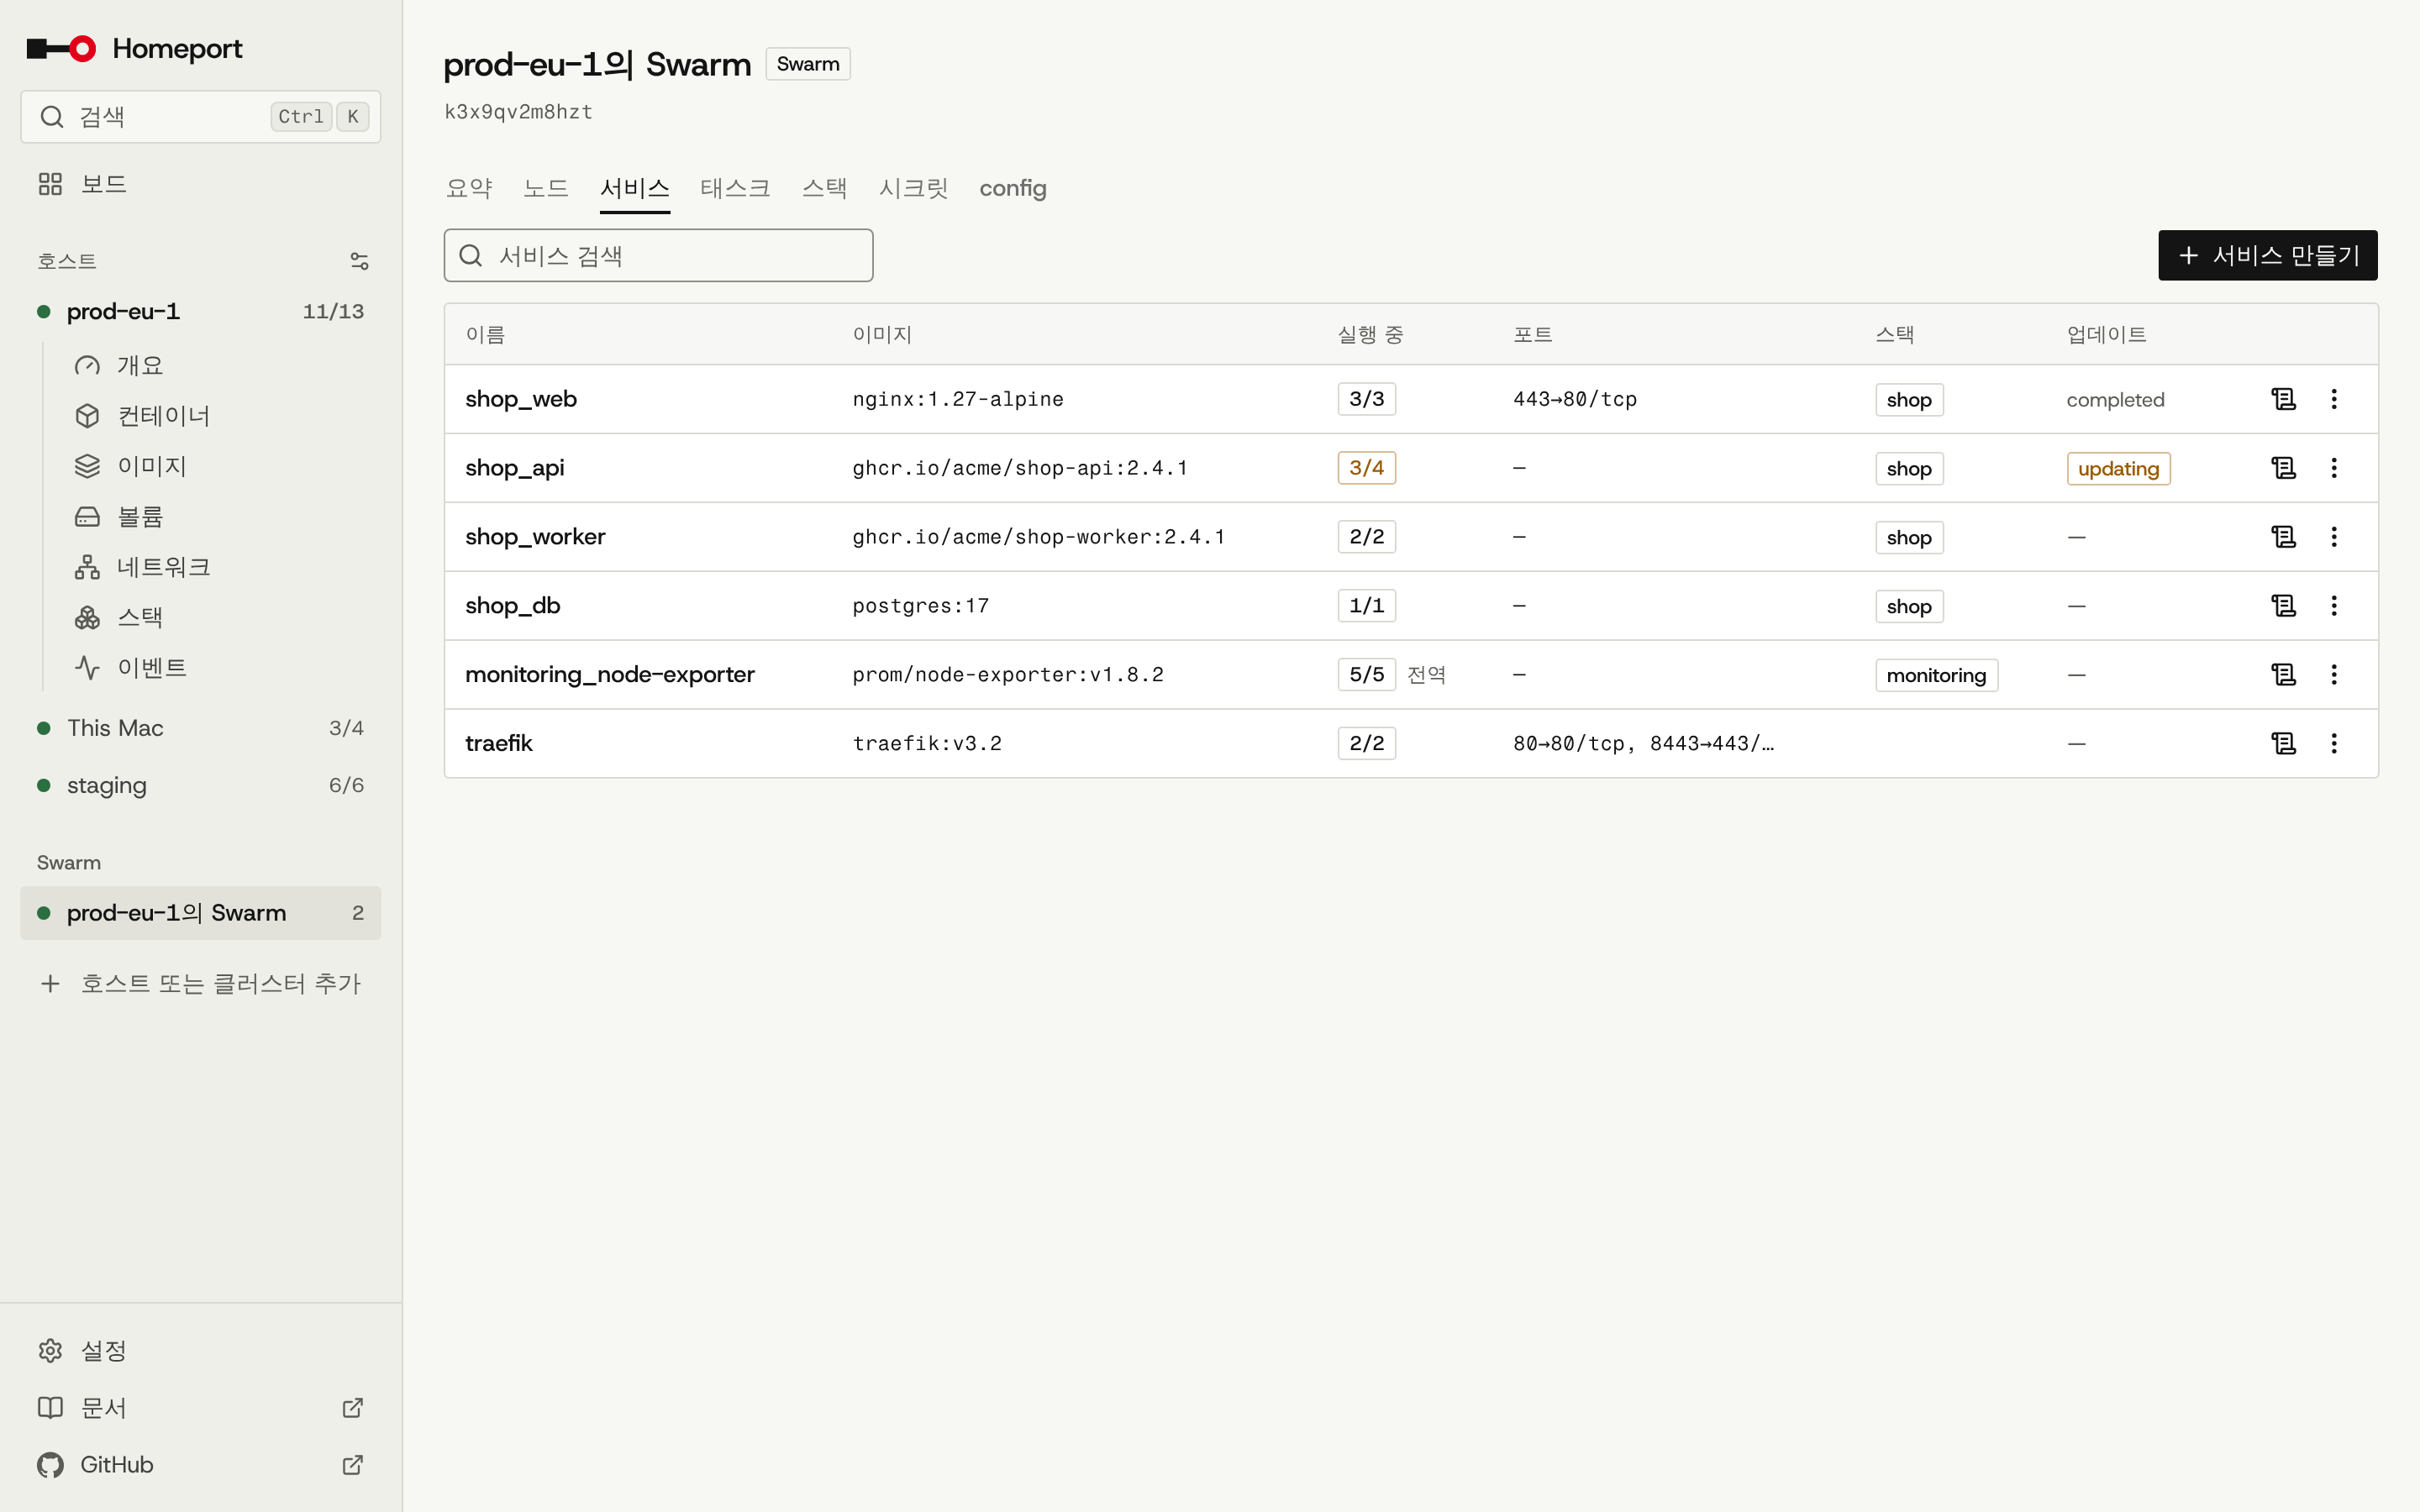 Homeport
검색 Ctrl K
보드
호스트
prod-eu-1 11/13
개요
컨테이너
이미지
볼륨
네트워크
스택
이벤트
This Mac 3/4
staging 6/6
Swarm
prod-eu-1의 Swarm 2
호스트 또는 클러스터 추가
설정
문서
GitHub
prod-eu-1의 Swarm Swarm
k3x9qv2m8hzt
요약 노드 서비스 태스크 스택 시크릿 config
서비스 검색 + 서비스 만들기
이름 이미지 실행 중 포트 스택 업데이트
shop_web nginx:1.27-alpine 3/3 443→80/tcp shop completed
shop_api ghcr.io/acme/shop-api:2.4.1 3/4 — shop updating
shop_worker ghcr.io/acme/shop-worker:2.4.1 2/2 — shop —
shop_db postgres:17 1/1 — shop —
monitoring_node-exporter prom/node-exporter:v1.8.2 5/5 전역 — monitoring —
traefik traefik:v3.2 2/2 80→80/tcp, 8443→443/… —